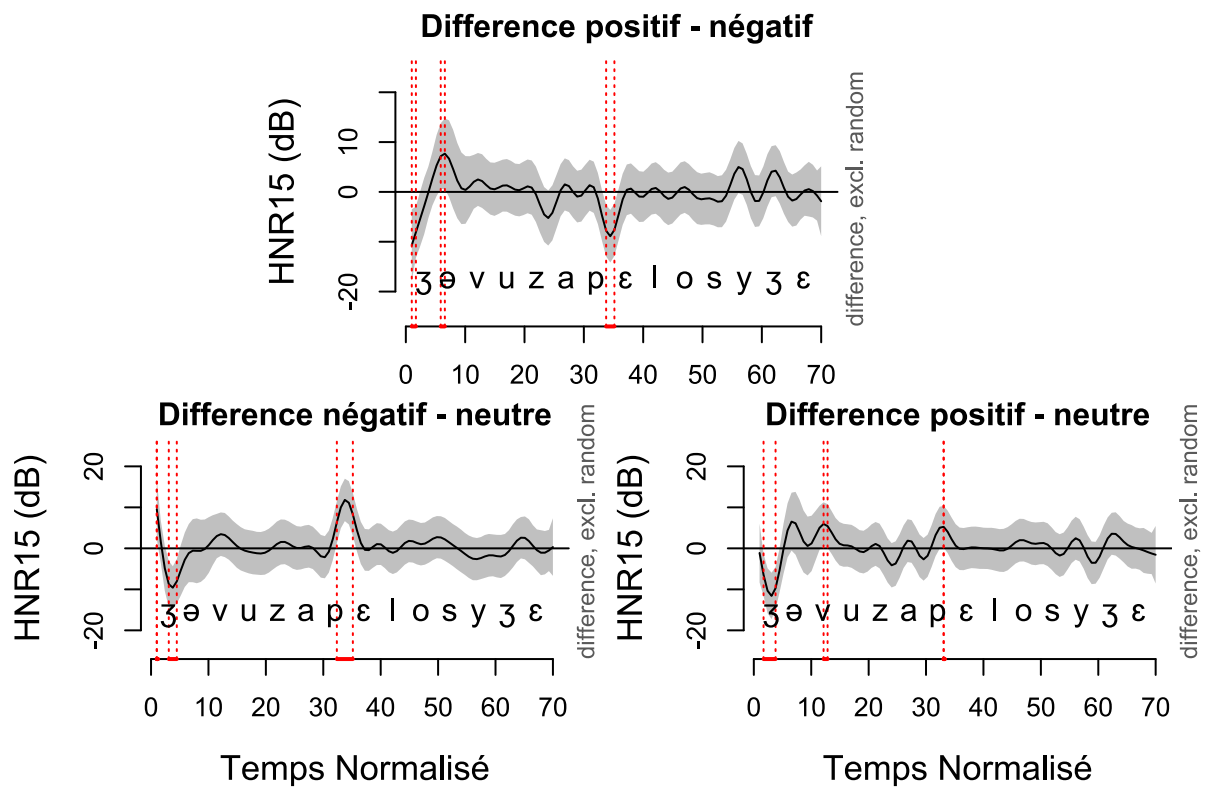 Difference positif - négatif
HNR15 (dB)
10
0
-20
ʒ ə v u z a p ɛ l o s y ʒ ɛ
0 10 20 30 40 50 60 70
difference, excl. random
Difference négatif - neutre
HNR15 (dB)
20
0
-20
ʒ ə v u z a p ɛ l o s y ʒ ɛ
0 10 20 30 40 50 60 70
Temps Normalisé
difference, excl. random
Difference positif - neutre
HNR15 (dB)
20
0
-20
ʒ ə v u z a p ɛ l o s y ʒ ɛ
0 10 20 30 40 50 60 70
Temps Normalisé
difference, excl. random